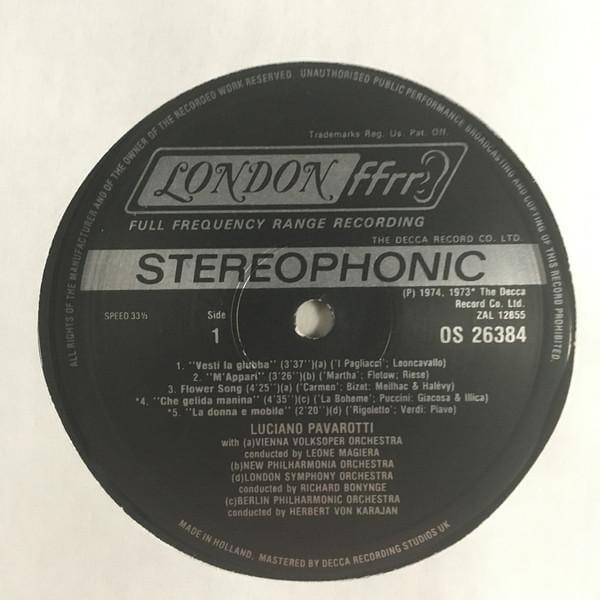 ALL RIGHTS OF THE MANUFACTURER AND OF THE OWNER OF THE RECORDED WORK RESERVED. UNAUTHORISED PUBLIC PERFORMANCE BROADCASTING AND COPYING OF THIS RECORD PROHIBITED.
Trademarks Reg. Us. Pat. Off.
LONDON ffrr
FULL FREQUENCY RANGE RECORDING
THE DECCA RECORD CO. LTD.
STEREOPHONIC
(P) 1974, 1973* The Decca
Record Co. Ltd.
SPEED 33⅓ Side ZAL 12855
1 OS 26384
1. "Vesti la giubba" (3'37")(a) ('I Pagliacci'; Leoncavallo)
2. "M'Appari" (3'26")(b) ('Martha'; Flotow; Riese)
3. Flower Song (4'25")(a) ('Carmen'; Bizet: Meilhac & Halévy)
*4. "Che gelida manina" (4'35")(c) ('La Boheme'; Puccini: Giacosa & Illica)
*5. "La donna e mobile" (2'20")(d) ('Rigoletto'; Verdi: Piave)
LUCIANO PAVAROTTI
with (a)VIENNA VOLKSOPER ORCHESTRA
conducted by LEONE MAGIERA
(b)NEW PHILHARMONIA ORCHESTRA
(d)LONDON SYMPHONY ORCHESTRA
conducted by RICHARD BONYNGE
(c)BERLIN PHILHARMONIC ORCHESTRA
conducted by HERBERT VON KARAJAN
MADE IN HOLLAND. MASTERED BY DECCA RECORDING STUDIOS UK